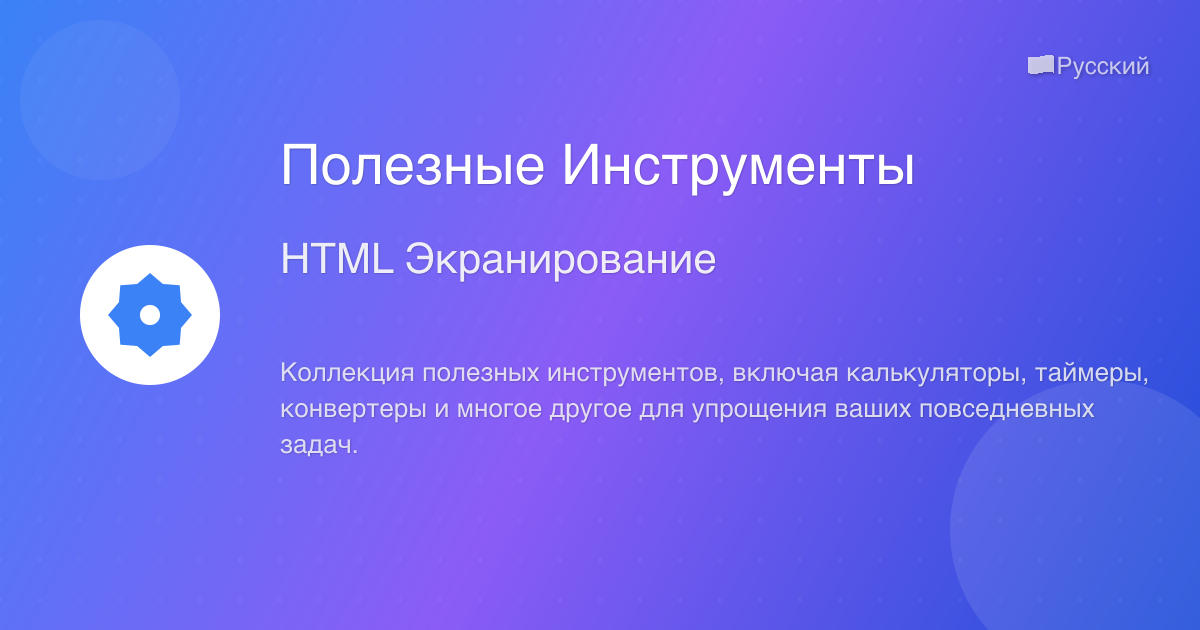 Русский
Полезные Инструменты
HTML Экранирование
Коллекция полезных инструментов, включая калькуляторы, таймеры,
конвертеры и многое другое для упрощения ваших повседневных
задач.